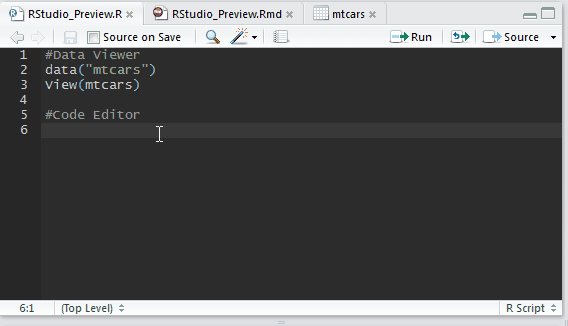 RStudio_Preview.R RStudio_Preview.Rmd mtcars
Source on Save Run Source
1 #Data Viewer
2 data("mtcars")
3 View(mtcars)
4
5 #Code Editor
6
6:1 (Top Level) R Script